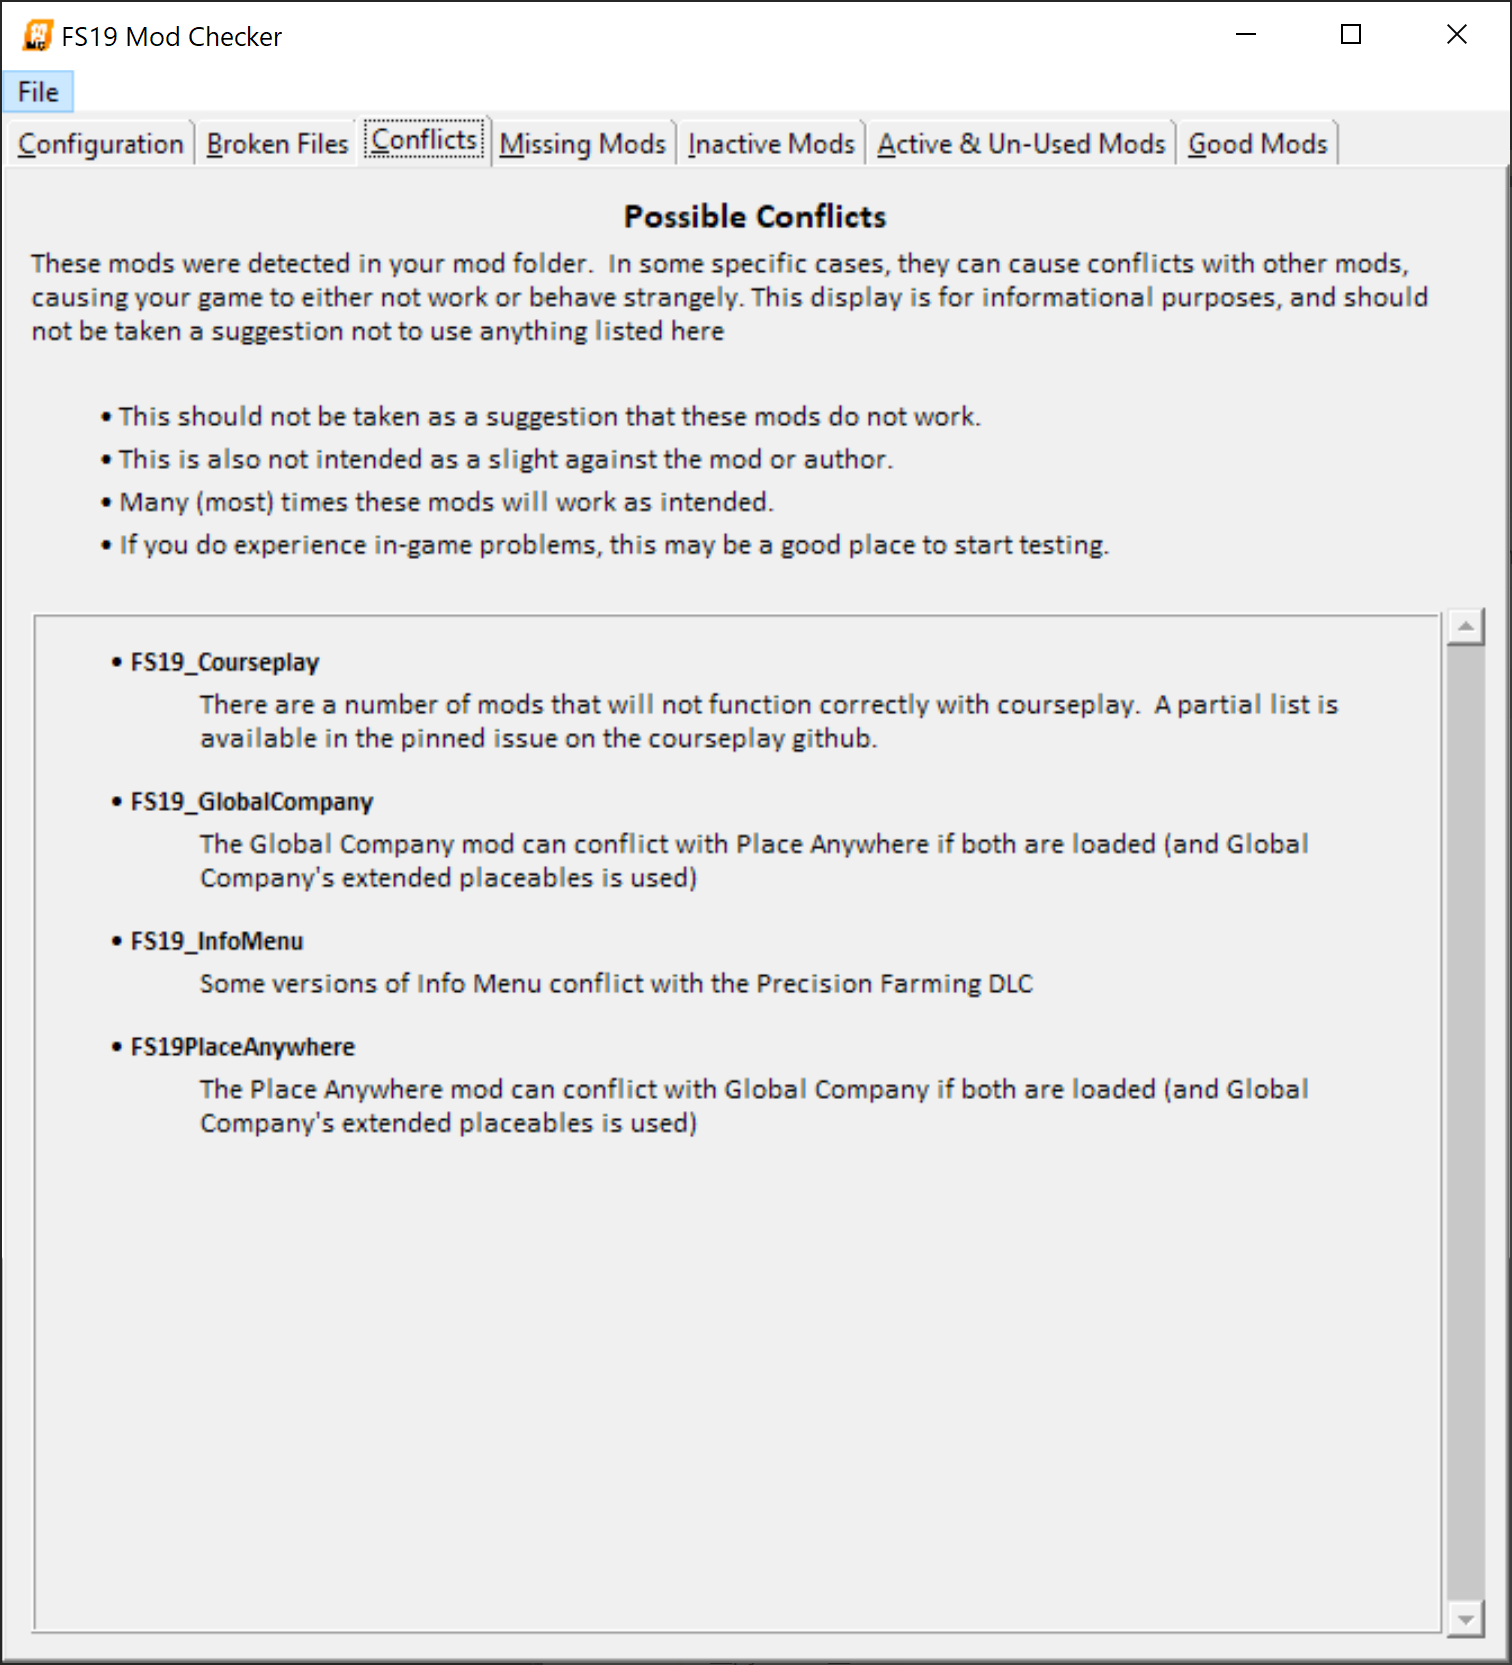 FS19 Mod Checker
File
Configuration Broken Files Conflicts Missing Mods Inactive Mods Active & Un-Used Mods Good Mods
Possible Conflicts
These mods were detected in your mod folder.  In some specific cases, they can cause conflicts with other mods,
causing your game to either not work or behave strangely. This display is for informational purposes, and should
not be taken a suggestion not to use anything listed here
• This should not be taken as a suggestion that these mods do not work.
• This is also not intended as a slight against the mod or author.
• Many (most) times these mods will work as intended.
• If you do experience in-game problems, this may be a good place to start testing.
• FS19_Courseplay
There are a number of mods that will not function correctly with courseplay.  A partial list is
available in the pinned issue on the courseplay github.
• FS19_GlobalCompany
The Global Company mod can conflict with Place Anywhere if both are loaded (and Global
Company's extended placeables is used)
• FS19_InfoMenu
Some versions of Info Menu conflict with the Precision Farming DLC
• FS19PlaceAnywhere
The Place Anywhere mod can conflict with Global Company if both are loaded (and Global
Company's extended placeables is used)